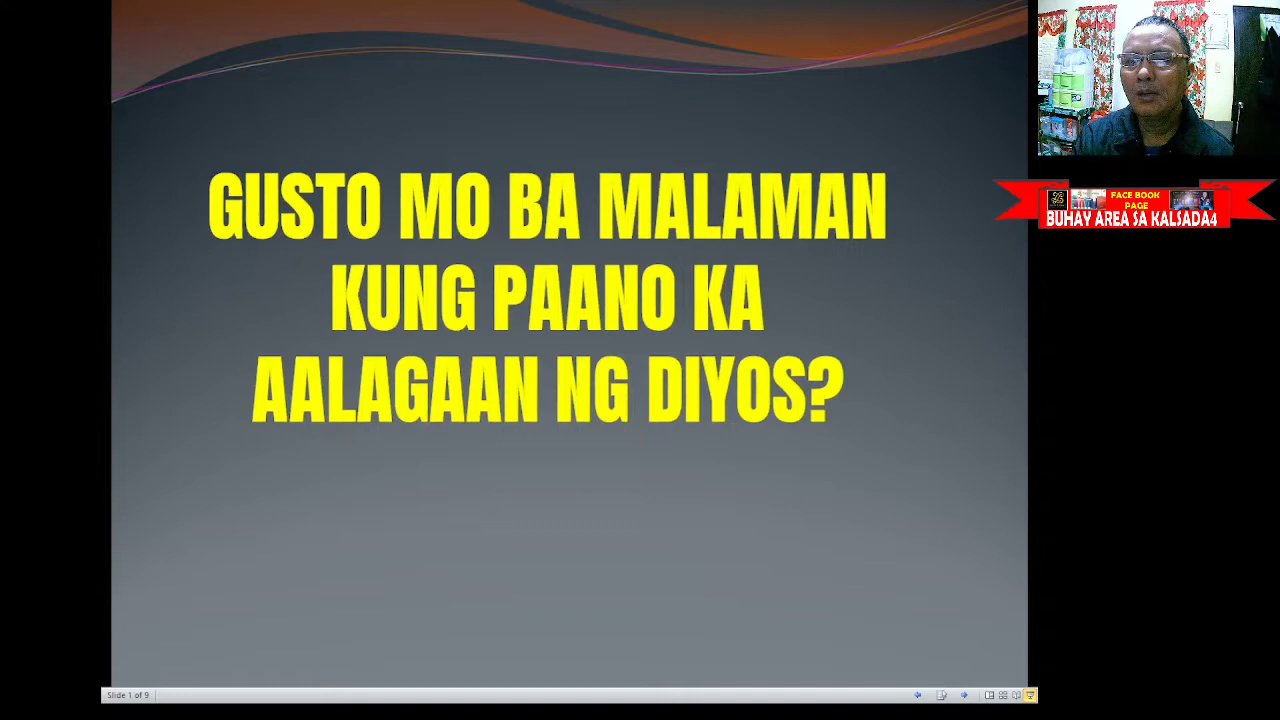 GUSTO MO BA MALAMAN
KUNG PAANO KA
AALAGAAN NG DIYOS?
FACE BOOK
PAGE
BUHAY AREA SA KALSADA4
Slide 1 of 9